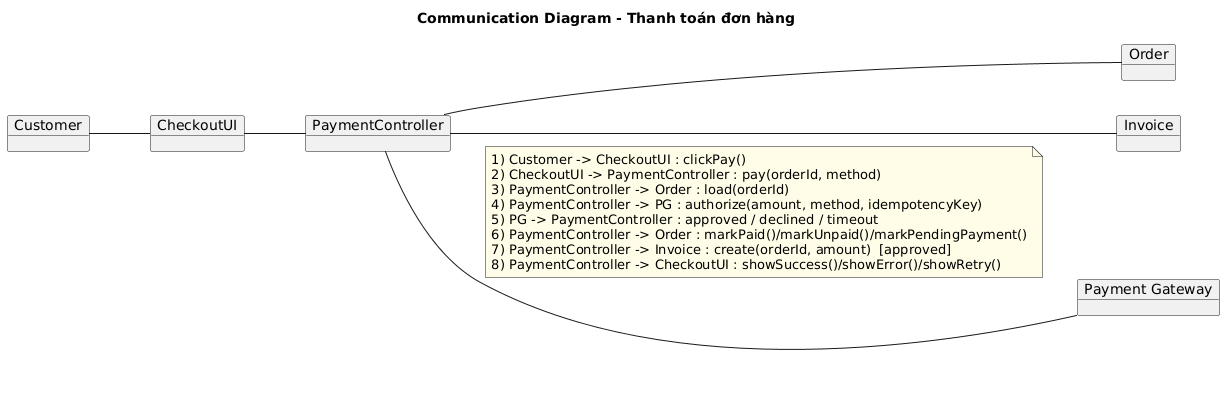 Communication Diagram - Thanh toán đơn hàng
Order
Customer
CheckoutUI
PaymentController
Invoice
1) Customer -> CheckoutUI : clickPay()
2) CheckoutUI -> PaymentController : pay(orderId, method)
3) PaymentController -> Order : load(orderId)
4) PaymentController -> PG : authorize(amount, method, idempotencyKey)
5) PG -> PaymentController : approved / declined / timeout
6) PaymentController -> Order : markPaid()/markUnpaid()/markPendingPayment()
7) PaymentController -> Invoice : create(orderId, amount)  [approved]
8) PaymentController -> CheckoutUI : showSuccess()/showError()/showRetry()
Payment Gateway